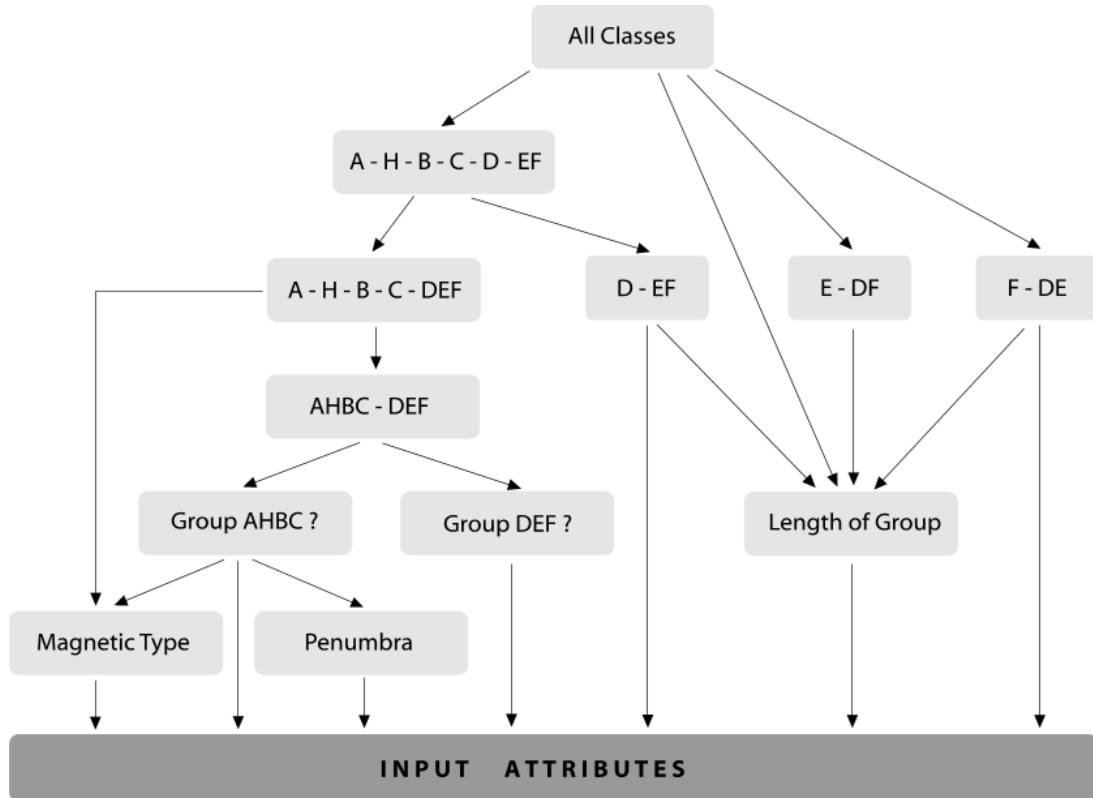 All Classes
A - H - B - C - D - EF
A - H - B - C - DEF
D - EF
E - DF
F - DE
AHBC - DEF
Group AHBC ?
Group DEF ?
Length of Group
Magnetic Type
Penumbra
INPUT ATTRIBUTES